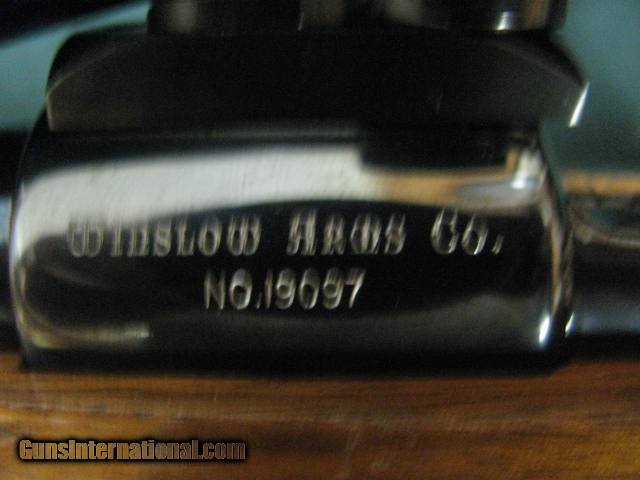 Winslow Arms Co.
NO.19097
GunsInternational.com